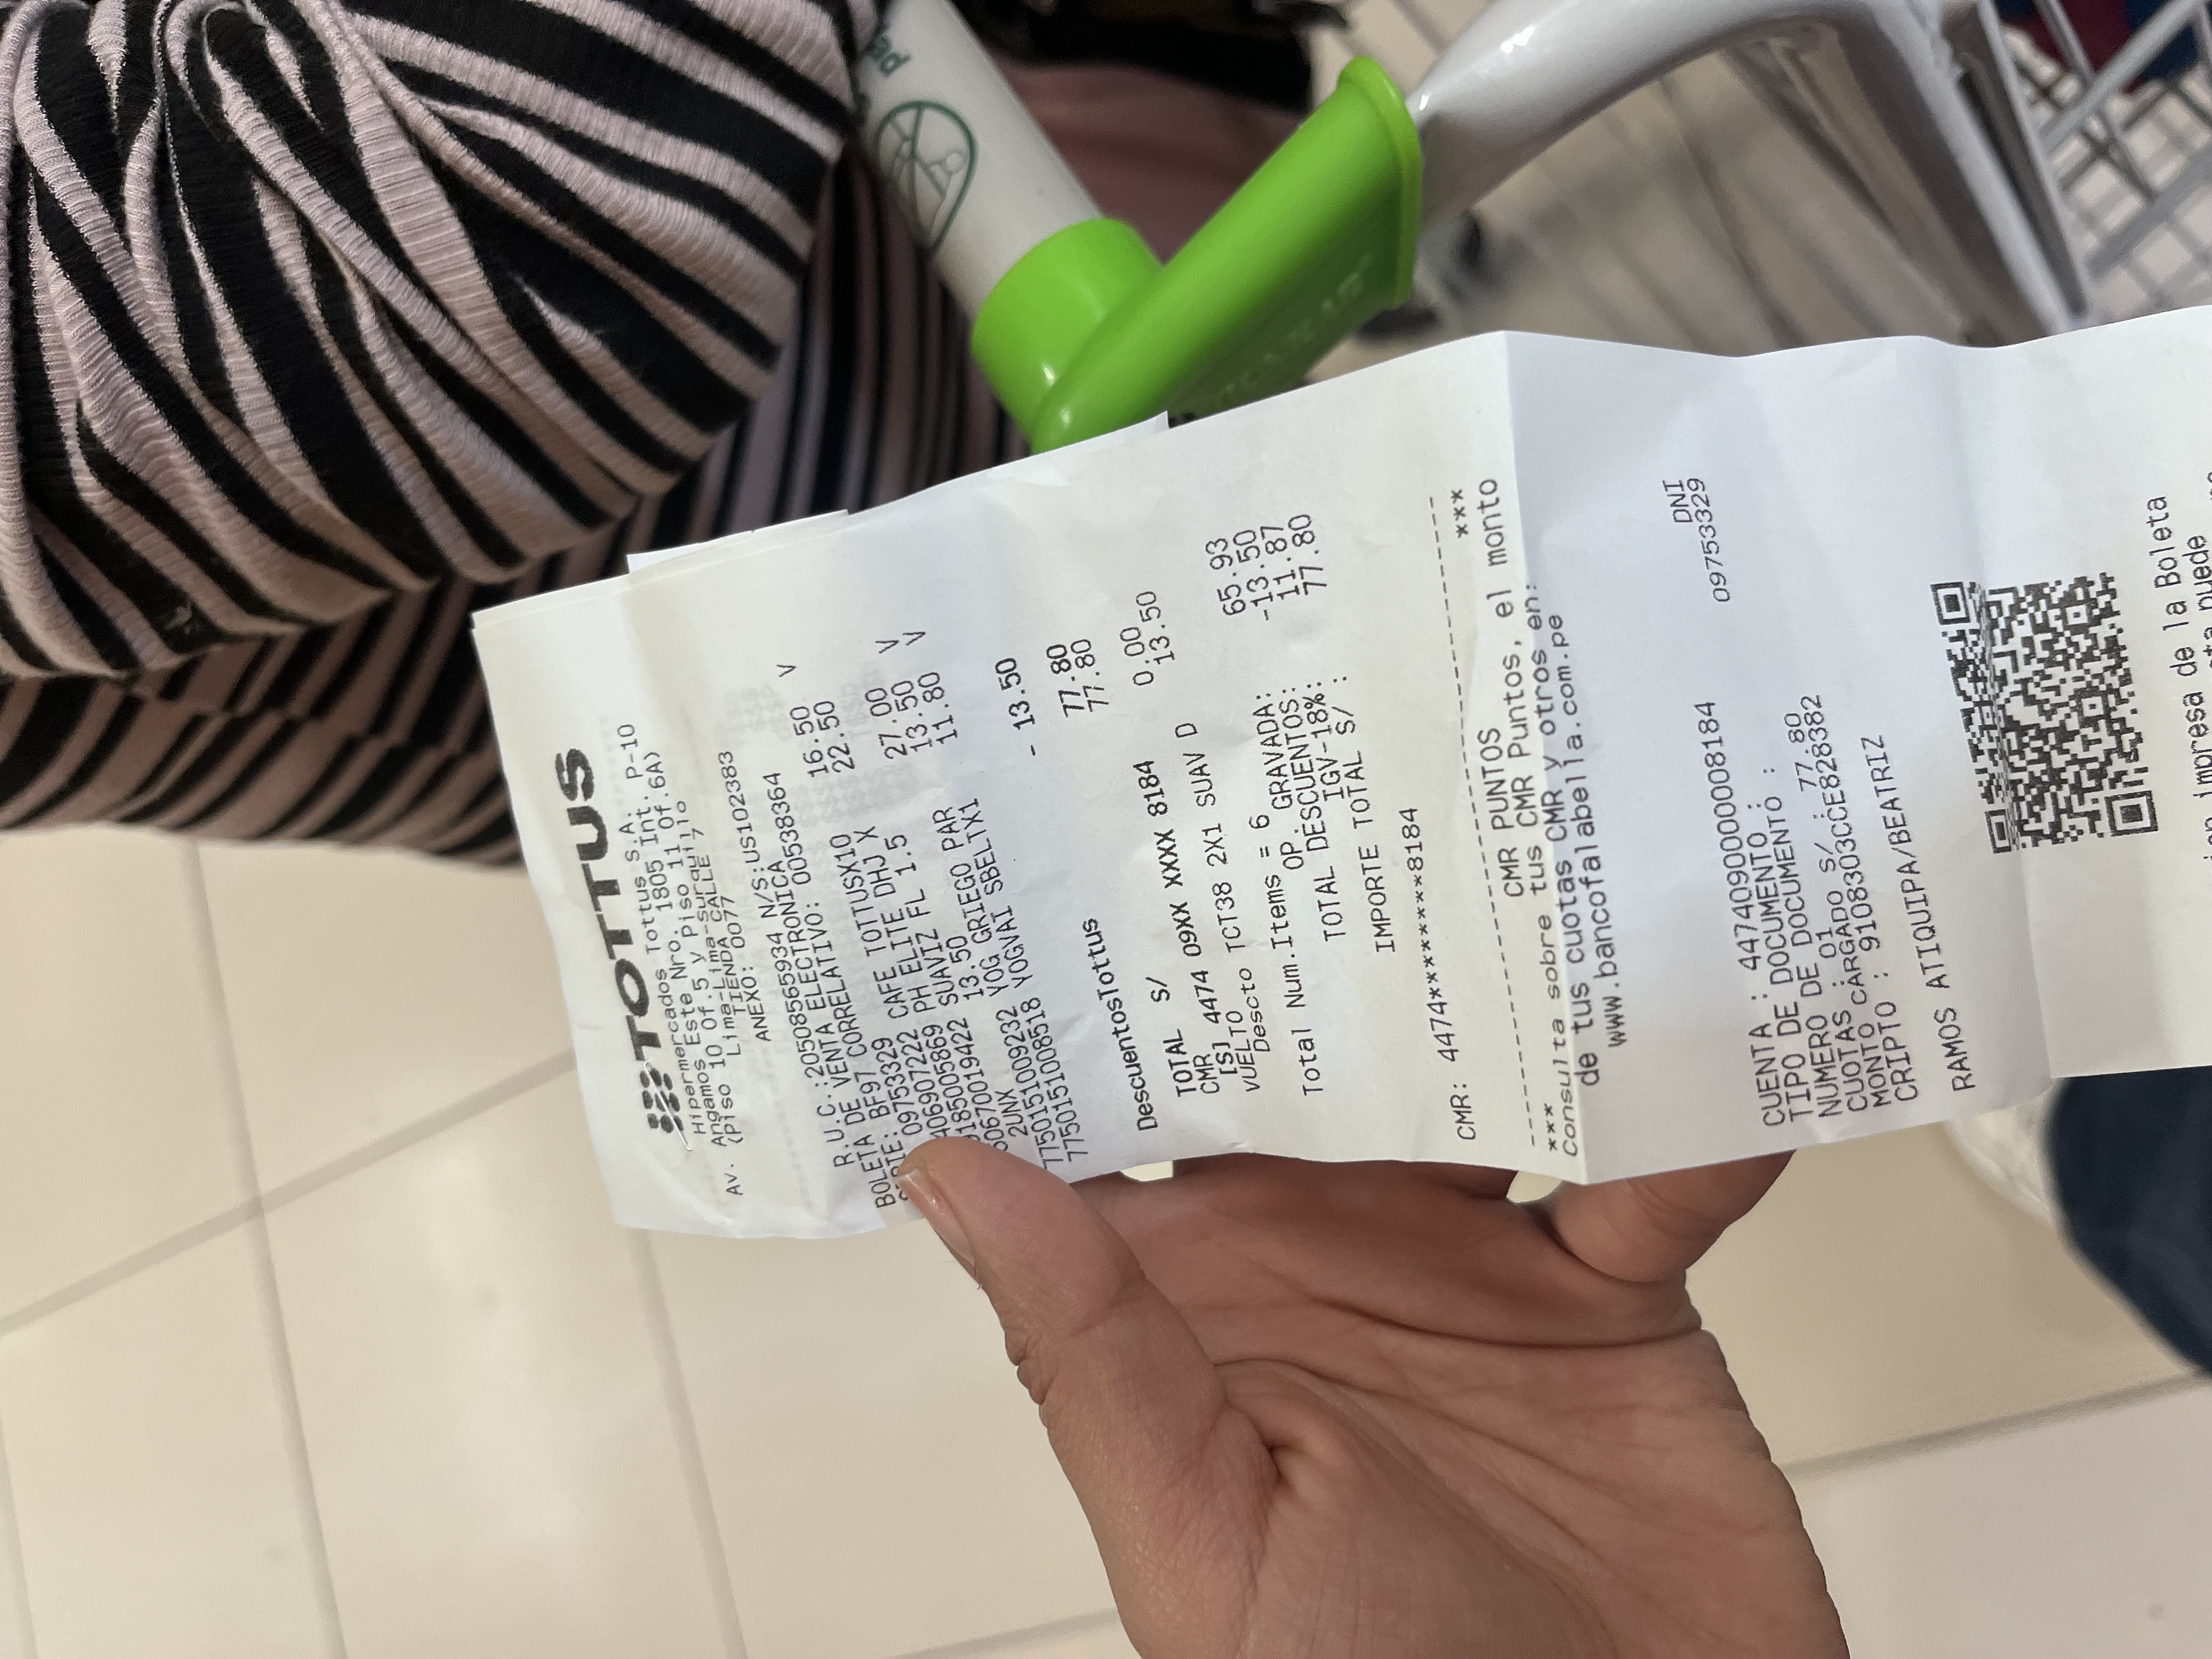 TOTTUS
Hipermercados Tottus S.A.
Av. Angamos Este Nro. 1805 Int. P-10
(Piso 10 Of.5 y Piso 11 Of.6A)
Lima-Lima-Surquillo
TIENDA CALLE 7
ANEXO: 0077
R.U.C.:20508565934 N/S:US102383
BOLETA DE VENTA ELECTRONICA
BF97 CORRELATIVO: 00538364
09753329
406907222 CAFE TOTTUSX10 16.50 V
185005869 PH ELITE DHJ X 22.50
50670019422 SUAVIZ FL 1.5
2UNX 13.50 27.00
7750151009232 YOG GRIEGO PAR 13.50 V
7750151008518 YOGVAI SBELTX1 11.80 V
DescuentosTottus - 13.50
TOTAL S/ 77.80
CMR 77.80
[S] 4474 09XX XXXX 8184
VUELTO 0.00
Descto TCT38 2X1 SUAV D 13.50
Total Num.Items = 6
OP. GRAVADA: 65.93
TOTAL DESCUENTOS: -13.50
IGV-18%: 11.87
IMPORTE TOTAL S/ : 77.80
CMR: 4474********8184
------------------------------------
*** CMR PUNTOS ***
Consulta sobre tus CMR Puntos, el monto
de tus cuotas CMR y otros en:
www.bancofalabella.com.pe
CUENTA : 4474090000008184
TIPO DE DOCUMENTO : DNI
NUMERO DE DOCUMENTO : 09753329
CUOTAS : 01
MONTO CARGADO S/ : 77.80
CRIPTO : 9108303CCE828382
RAMOS ATIQUIPA/BEATRIZ
impresa de la Boleta
puede